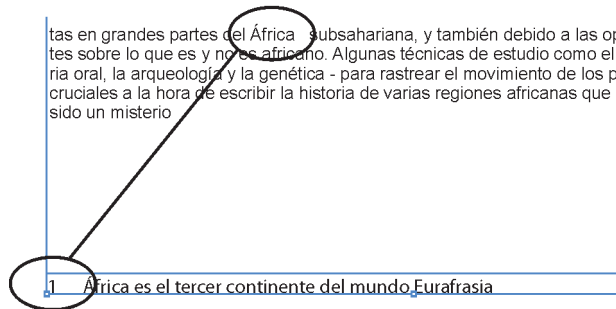 tas en grandes partes del África subsahariana, y también debido a las op
tes sobre lo que es y no es africano. Algunas técnicas de estudio como el
ria oral, la arqueología y la genética - para rastrear el movimiento de los p
cruciales a la hora de escribir la historia de varias regiones africanas que
sido un misterio
1 África es el tercer continente del mundo Eurafrasia